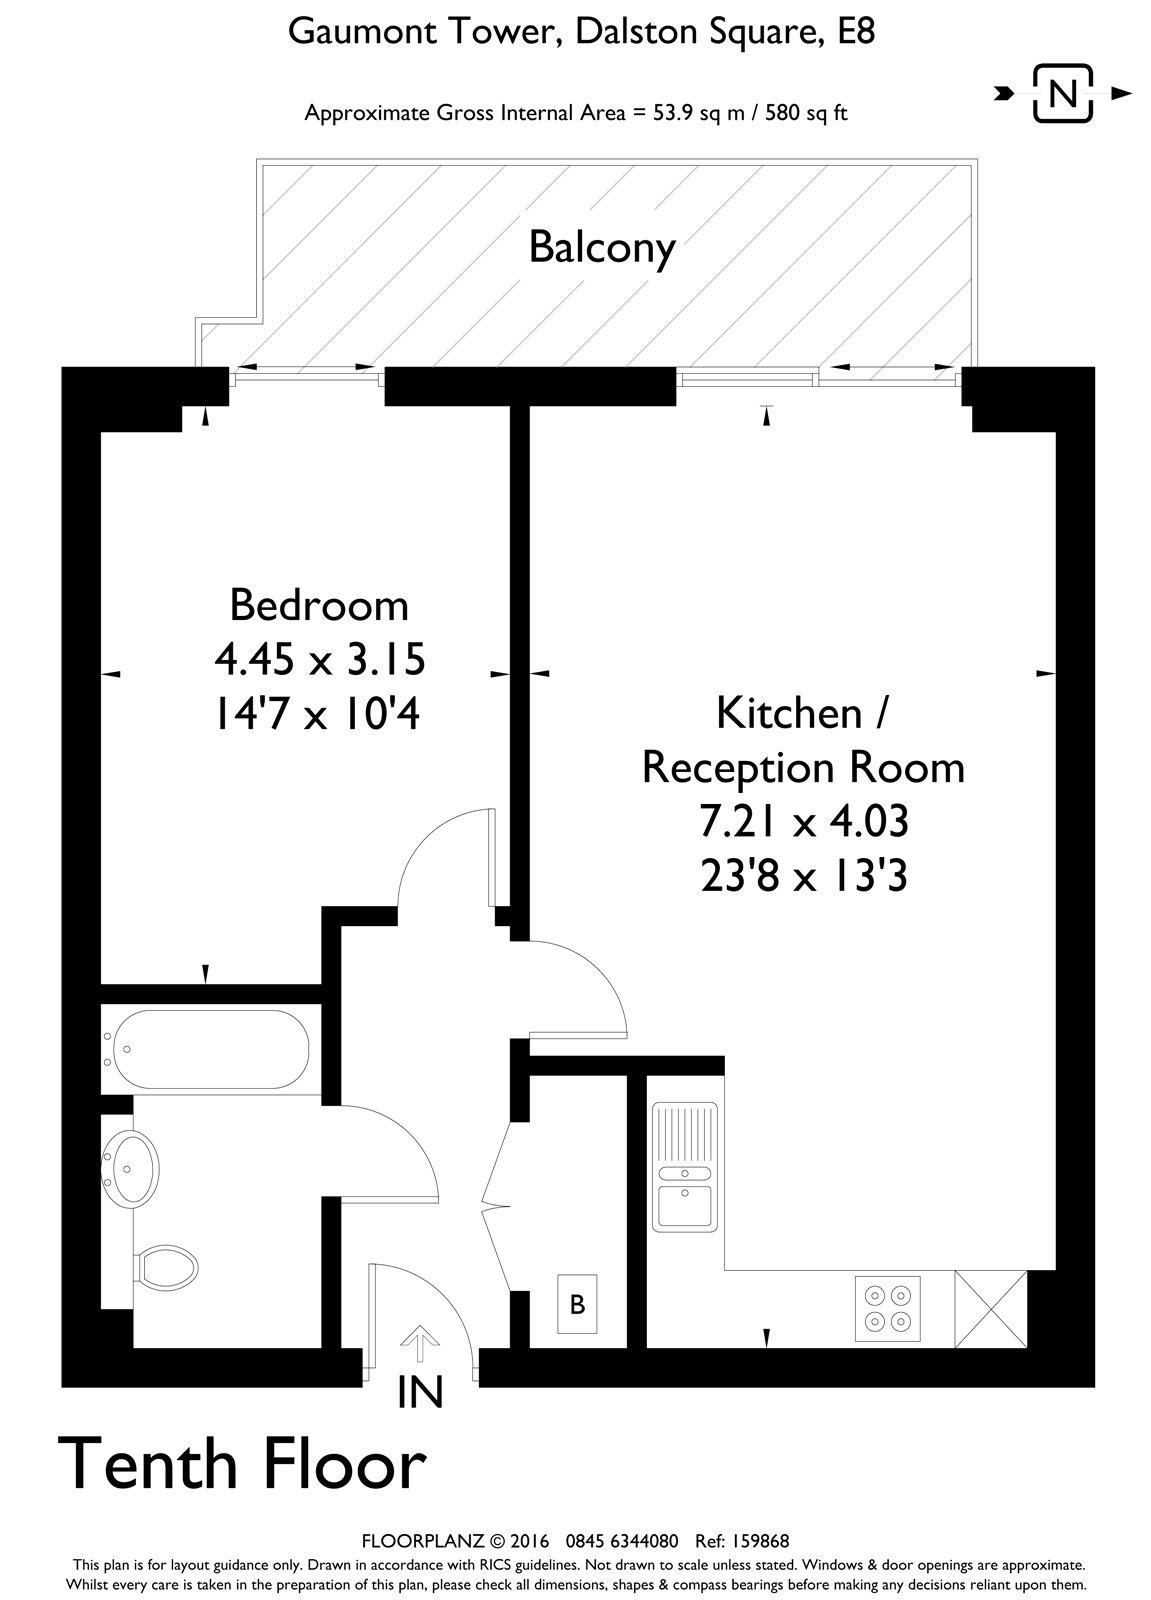 Gaumont Tower, Dalston Square, E8
Approximate Gross Internal Area = 53.9 sq m / 580 sq ft
N
Balcony
Bedroom
4.45 x 3.15
14'7 x 10'4
Kitchen /
Reception Room
7.21 x 4.03
23'8 x 13'3
B
IN
Tenth Floor
FLOORPLANZ © 2016 0845 6344080 Ref: 159868
This plan is for layout guidance only. Drawn in accordance with RICS guidelines. Not drawn to scale unless stated. Windows & door openings are approximate.
Whilst every care is taken in the preparation of this plan, please check all dimensions, shapes & compass bearings before making any decisions reliant upon them.